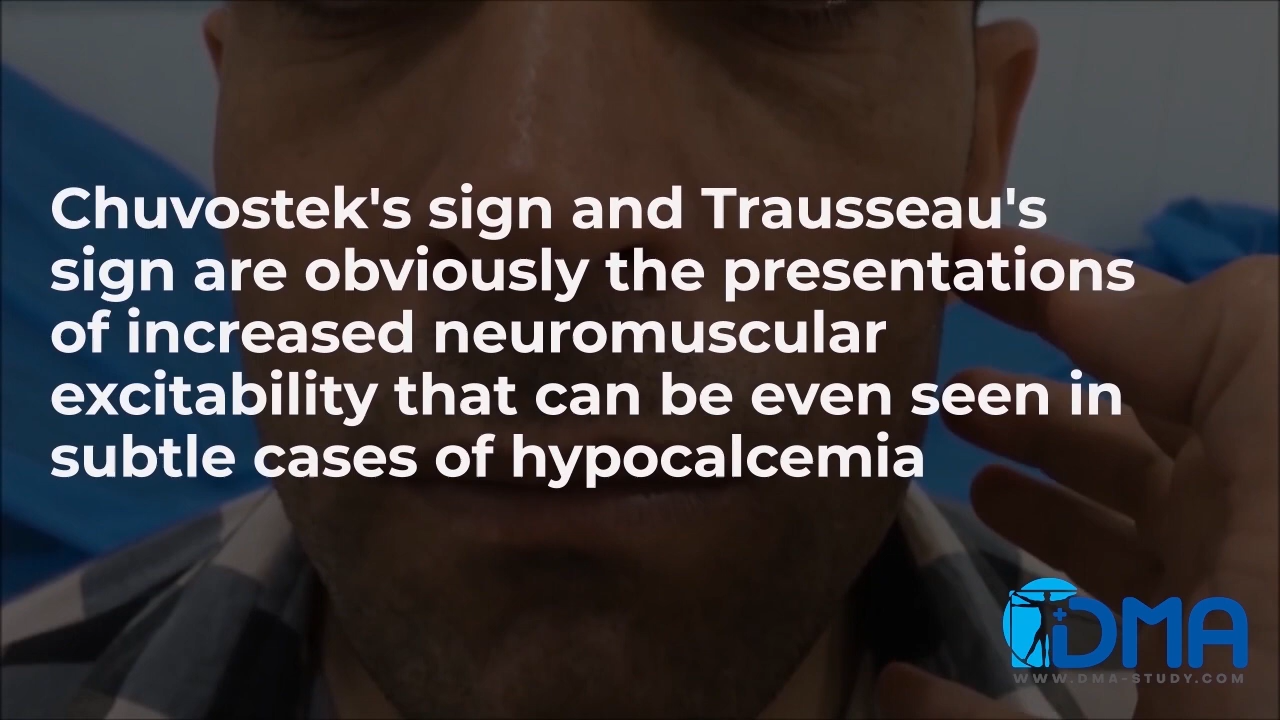 Chuvostek's sign and Trausseau's
sign are obviously the presentations
of increased neuromuscular
excitability that can be even seen in
subtle cases of hypocalcemia
DMA
WWW.DMA-STUDY.COM